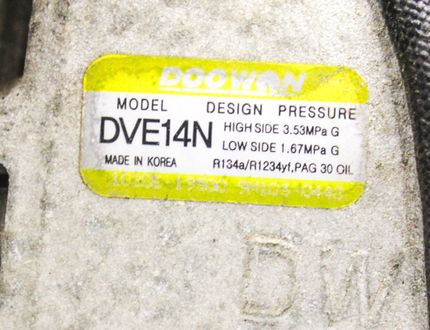 DOOWON
MODEL DESIGN PRESSURE
DVE14N HIGH SIDE 3.53MPa G
LOW SIDE 1.67MPa G
MADE IN KOREA R134a/R1234yf,PAG 30 OIL
DW